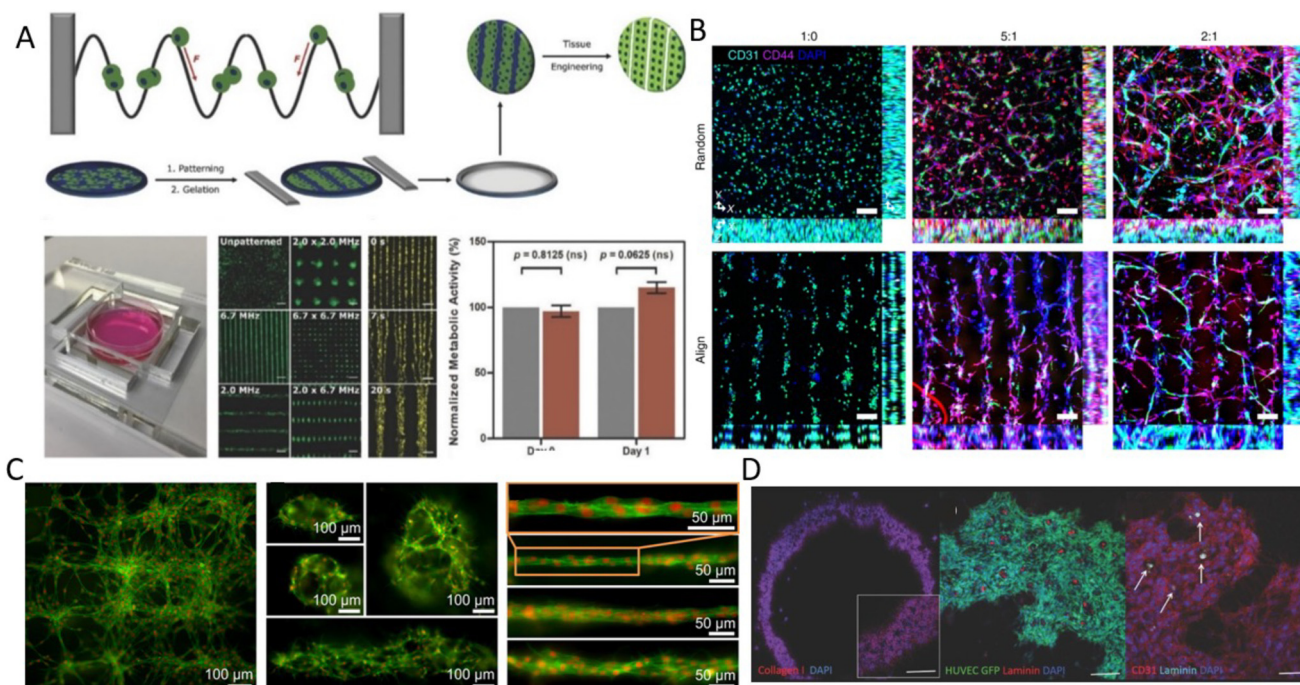 A
F
F
Tissue
Engineering
1. Patterning
2. Gelation
Unpatterned
2.0 x 2.0 MHz
0 s
6.7 MHz
6.7 x 6.7 MHz
7 s
2.0 MHz
2.0 x 6.7 MHz
20 s
Normalized Metabolic Activity (%)
150
100
50
0
p = 0.8125 (ns)
p = 0.0625 (ns)
Day 1
B
1:0
5:1
2:1
CD31 CD44 DAPI
Random
Align
X
C
100 µm
100 µm
100 µm
100 µm
100 µm
50 µm
50 µm
50 µm
50 µm
D
Collagen I DAPI
HUVEC GFP Laminin DAPI
CD31 Laminin DAPI